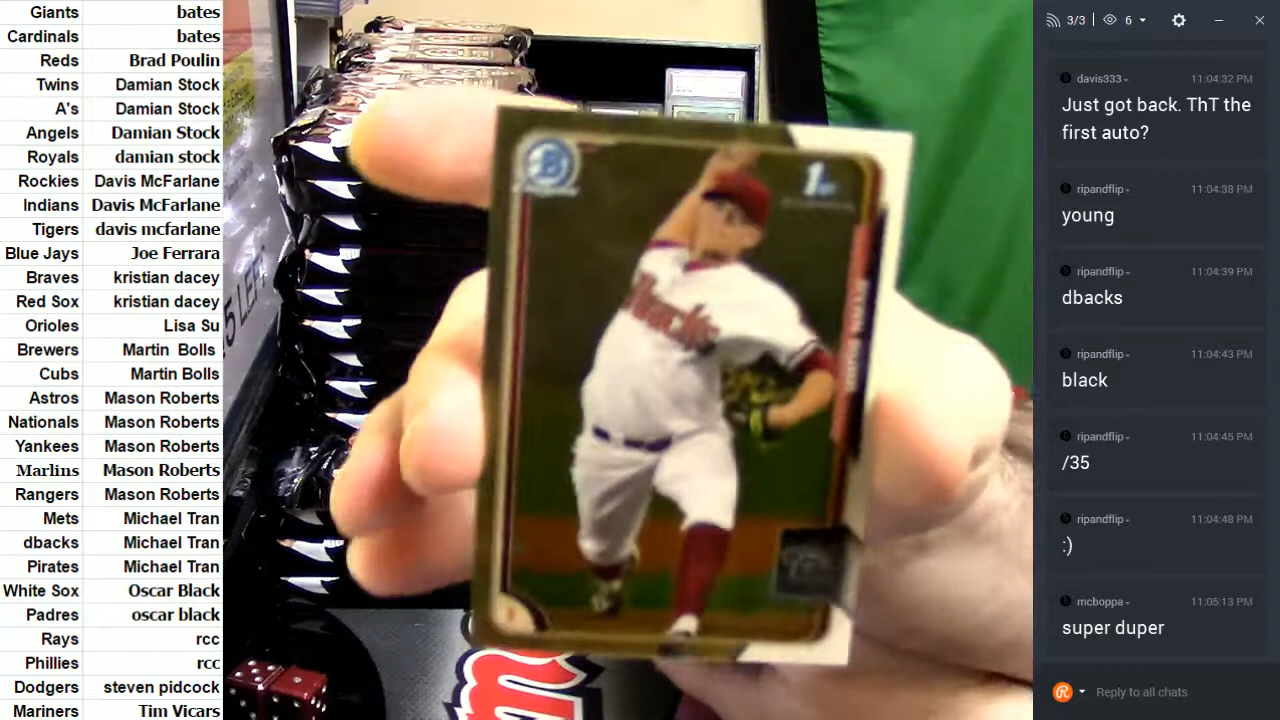 Giants bates
Cardinals bates
Reds Brad Poulin
Twins Damian Stock
A's Damian Stock
Angels Damian Stock
Royals damian stock
Rockies Davis McFarlane
Indians Davis McFarlane
Tigers davis mcfarlane
Blue Jays Joe Ferrara
Braves kristian dacey
Red Sox kristian dacey
Orioles Lisa Su
Brewers Martin Bolls
Cubs Martin Bolls
Astros Mason Roberts
Nationals Mason Roberts
Yankees Mason Roberts
Marlins Mason Roberts
Rangers Mason Roberts
Mets Michael Tran
dbacks Michael Tran
Pirates Michael Tran
White Sox Oscar Black
Padres oscar black
Rays rcc
Phillies rcc
Dodgers steven pidcock
Mariners Tim Vicars
5 LEFT
B
1st
3/3
6
davis333 11:04:32 PM
Just got back. ThT the
first auto?
ripandflip 11:04:38 PM
young
ripandflip 11:04:39 PM
dbacks
ripandflip 11:04:43 PM
black
ripandflip 11:04:45 PM
/35
ripandflip 11:04:48 PM
:)
mcboppa 11:05:13 PM
super duper
Reply to all chats